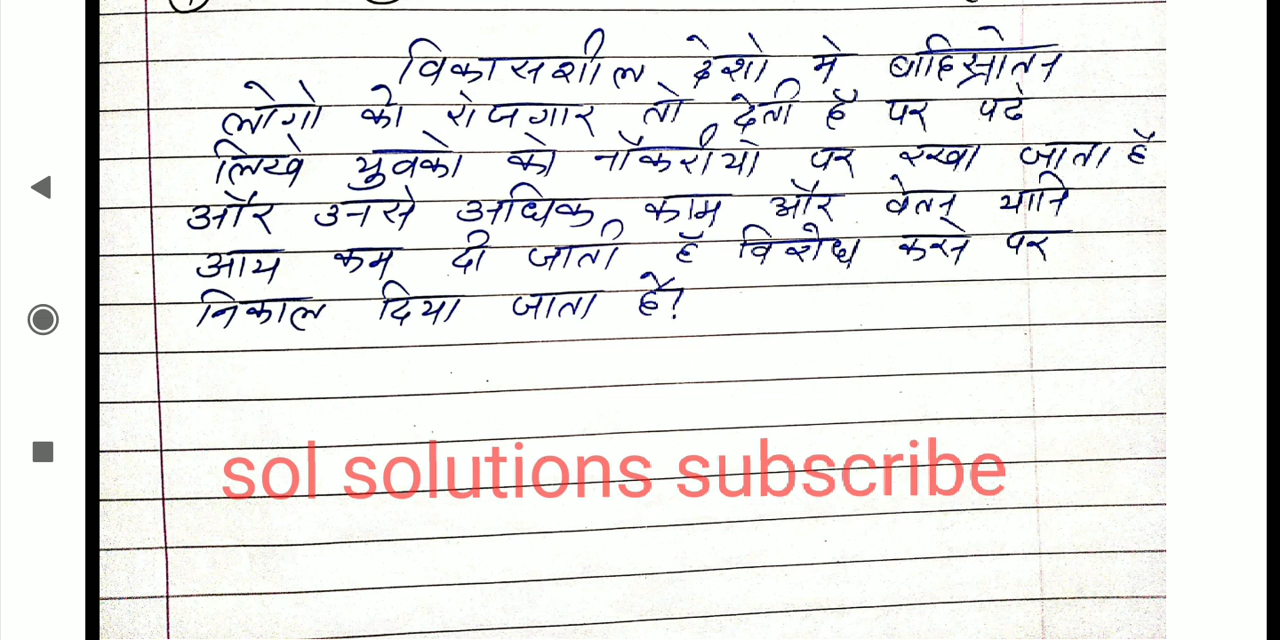 विकासशील देशो मे बाहिस्रोतन
लोगो को रोजगार तो देती है पर पढे
लिखे युवको को नौकरीयो पर रखा जाता है
और उनसे अधिक काम और वेतन यानि
आय कम दी जाती है विरोध करने पर
निकाल दिया जाता है?
sol solutions subscribe